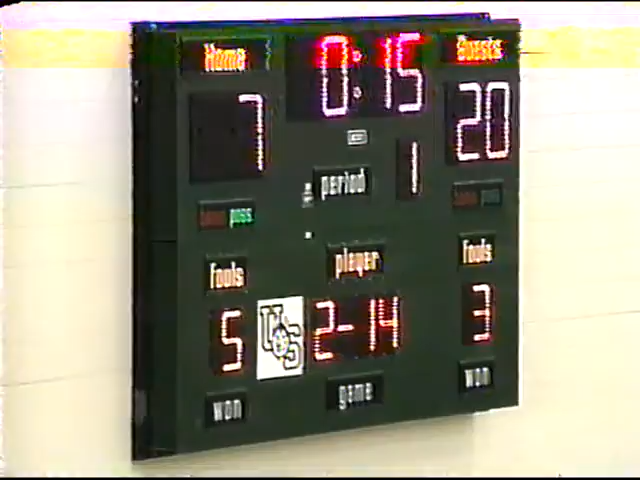 Home 0:15 Guests
7 20
period 1
poss
fouls player fouls
5 US 2-14 3
won game won